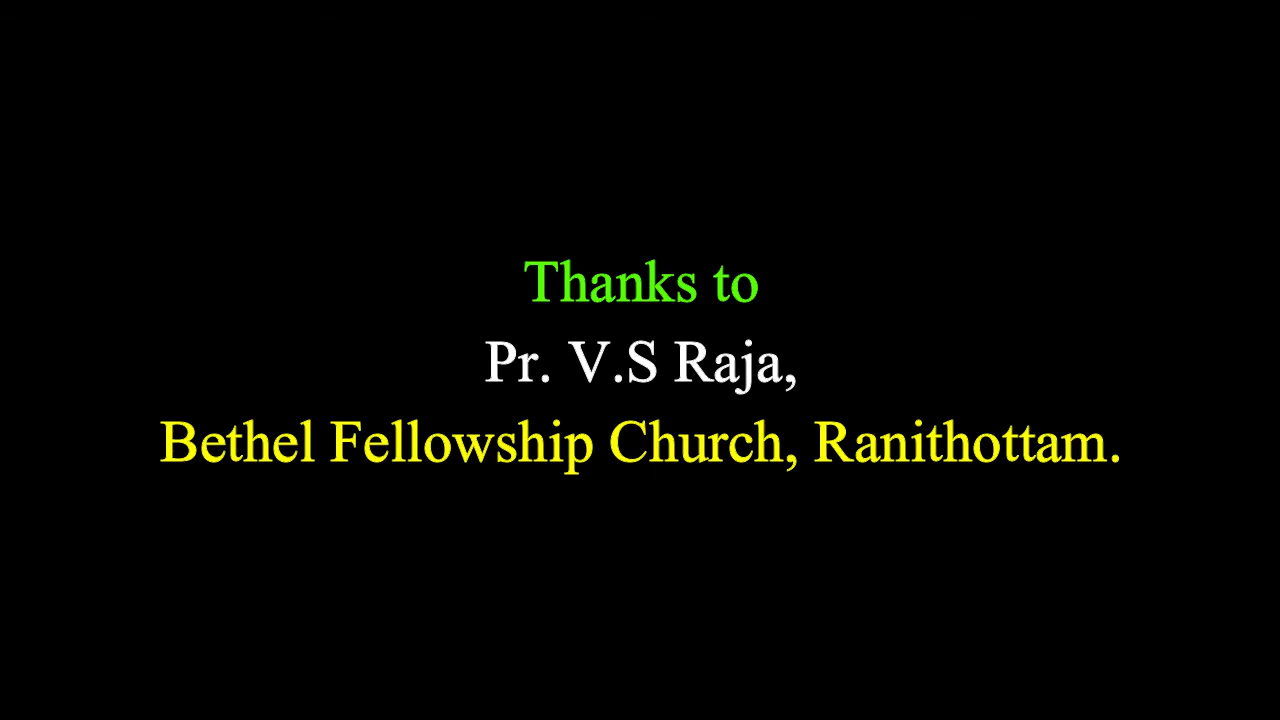 Thanks to
Pr. V.S Raja,
Bethel Fellowship Church, Ranithottam.